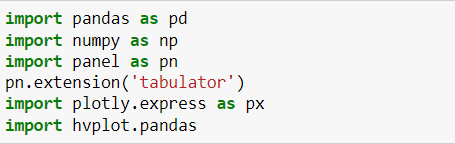 import pandas as pd
import numpy as np
import panel as pn
pn.extension('tabulator')
import plotly.express as px
import hvplot.pandas